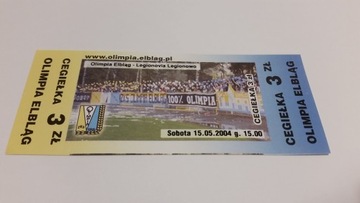 CEGIEŁKA
3 ZŁ
OLIMPIA ELBLĄG
www.olimpia.elblag.pl
Olimpia Elbląg - Legionovia Legionowo
100% OLIMPIA
CEGIEŁKA 3 zł
Sobota 15.05.2004 g. 15.00
CEGIEŁKA
3 ZŁ
OLIMPIA ELBLĄG